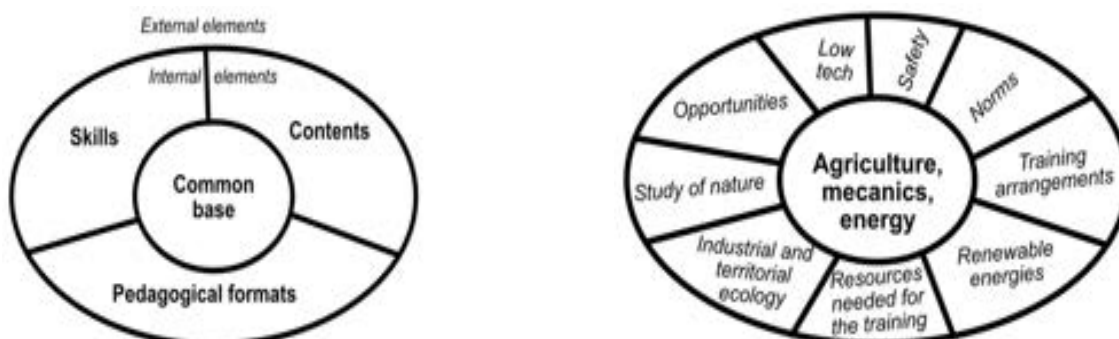 External elements
Internal elements
Skills
Contents
Common
base
Pedagogical formats
Low
tech
Safety
Opportunities
Norms
Agriculture,
mecanics,
energy
Study of nature
Training
arrangements
Industrial and
territorial
ecology
Resources
needed for
the training
Renewable
energies